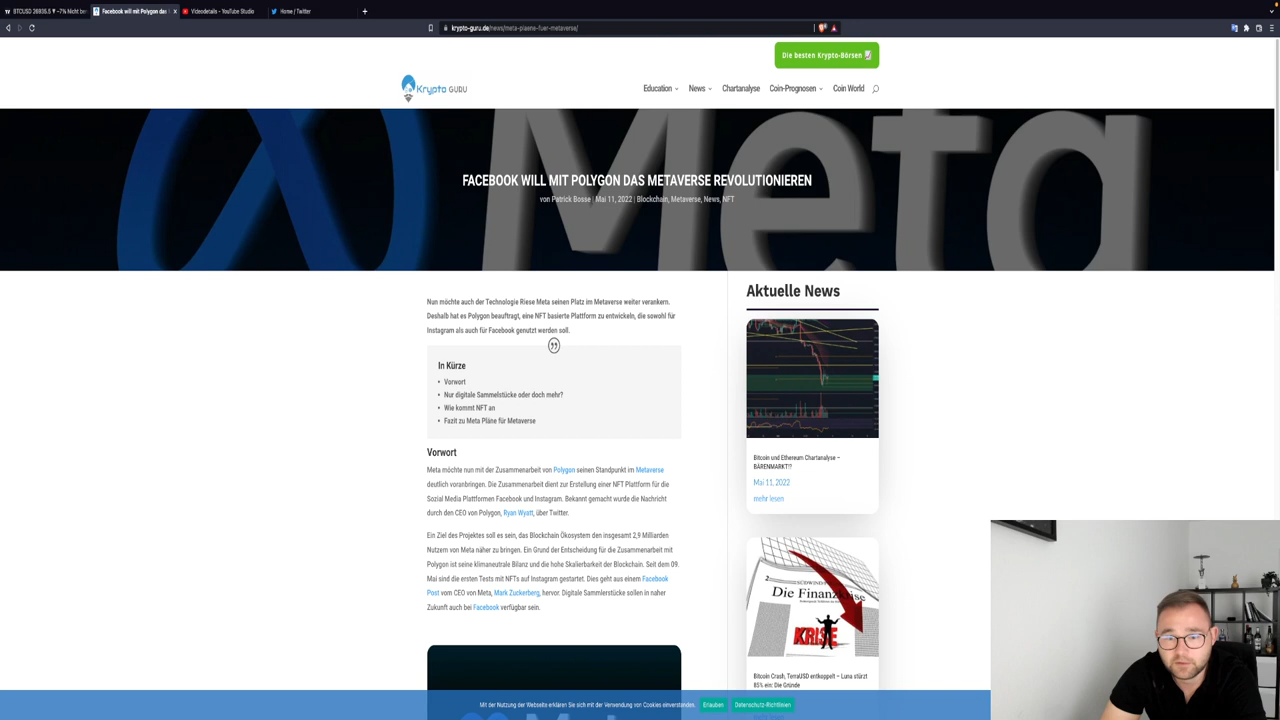 BTCUSD 26935.5 ▼ −7% Nicht be
Facebook will mit Polygon das
Videodetails – YouTube Studio
Home / Twitter
krypto-guru.de/news/meta-plaene-fuer-metaverse/
Die besten Krypto-Börsen
Krypto GURU
Education
News
Chartanalyse
Coin-Prognosen
Coin World
Meta
FACEBOOK WILL MIT POLYGON DAS METAVERSE REVOLUTIONIEREN
von Patrick Bosse | Mai 11, 2022 | Blockchain, Metaverse, News, NFT
Nun möchte auch der Technologie Riese Meta seinen Platz im Metaverse weiter verankern.
Deshalb hat es Polygon beauftragt, eine NFT basierte Plattform zu entwickeln, die sowohl für
Instagram als auch für Facebook genutzt werden soll.
In Kürze
• Vorwort
• Nur digitale Sammelstücke oder doch mehr?
• Wie kommt NFT an
• Fazit zu Meta Pläne für Metaverse
Vorwort
Meta möchte nun mit der Zusammenarbeit von Polygon seinen Standpunkt im Metaverse
deutlich voranbringen. Die Zusammenarbeit dient zur Erstellung einer NFT Plattform für die
Sozial Media Plattformen Facebook und Instagram. Bekannt gemacht wurde die Nachricht
durch den CEO von Polygon, Ryan Wyatt, über Twitter.
Ein Ziel des Projektes soll es sein, das Blockchain Ökosystem den insgesamt 2,9 Milliarden
Nutzern von Meta näher zu bringen. Ein Grund der Entscheidung für die Zusammenarbeit mit
Polygon ist seine klimaneutrale Bilanz und die hohe Skalierbarkeit der Blockchain. Seit dem 09.
Mai sind die ersten Tests mit NFTs auf Instagram gestartet. Dies geht aus einem Facebook
Post vom CEO von Meta, Mark Zuckerberg, hervor. Digitale Sammlerstücke sollen in naher
Zukunft auch bei Facebook verfügbar sein.
Aktuelle News
Bitcoin und Ethereum Chartanalyse –
BÄRENMARKT!?
Mai 11, 2022
mehr lesen
Die Finanzkrise
KRISE
Bitcoin Crash, TerraUSD entkoppelt – Luna stürzt
85% ein: Die Gründe
Mit der Nutzung der Webseite erklären Sie sich mit der Verwendung von Cookies einverstanden.
Erlauben
Datenschutz-Richtlinien